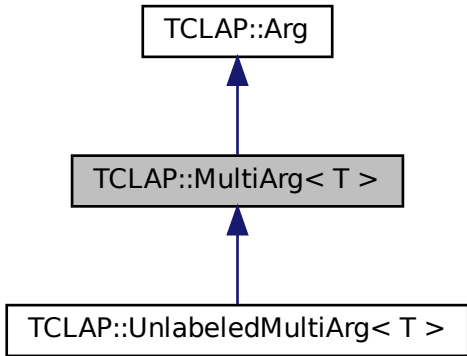 TCLAP::Arg
TCLAP::MultiArg< T >
TCLAP::UnlabeledMultiArg< T >